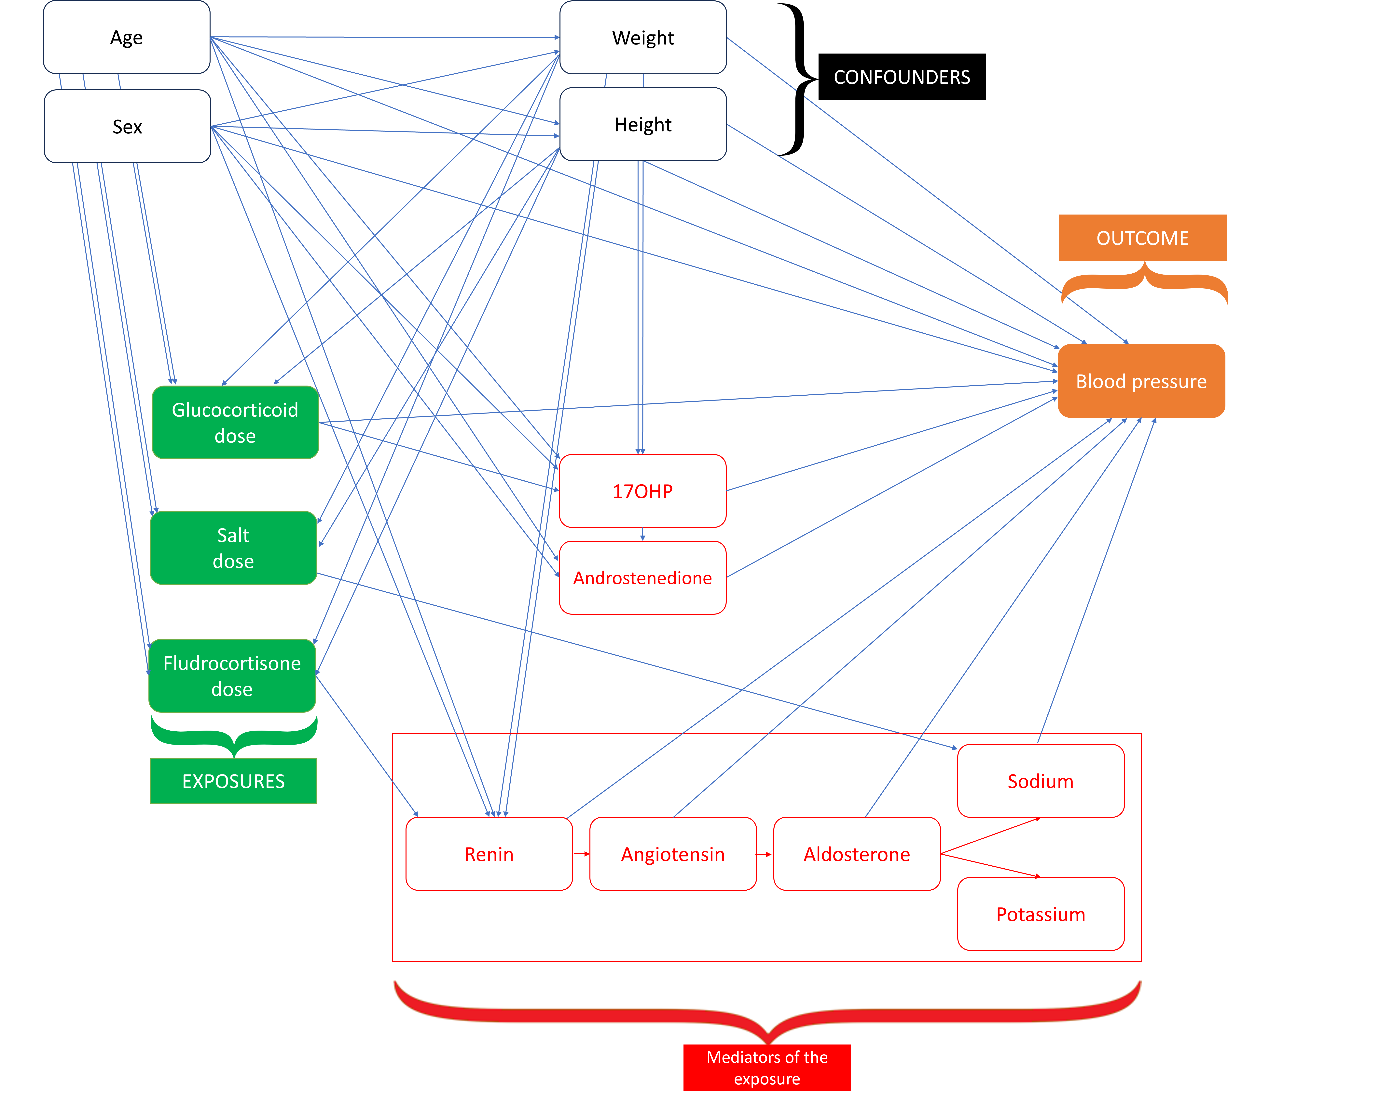 Age
Weight
CONFOUNDERS
Sex
Height
OUTCOME
Blood pressure
Glucocorticoid
dose
17OHP
Salt
dose
Androstenedione
Fludrocortisone
dose
EXPOSURES
Sodium
Renin
Angiotensin
Aldosterone
Potassium
Mediators of the
exposure